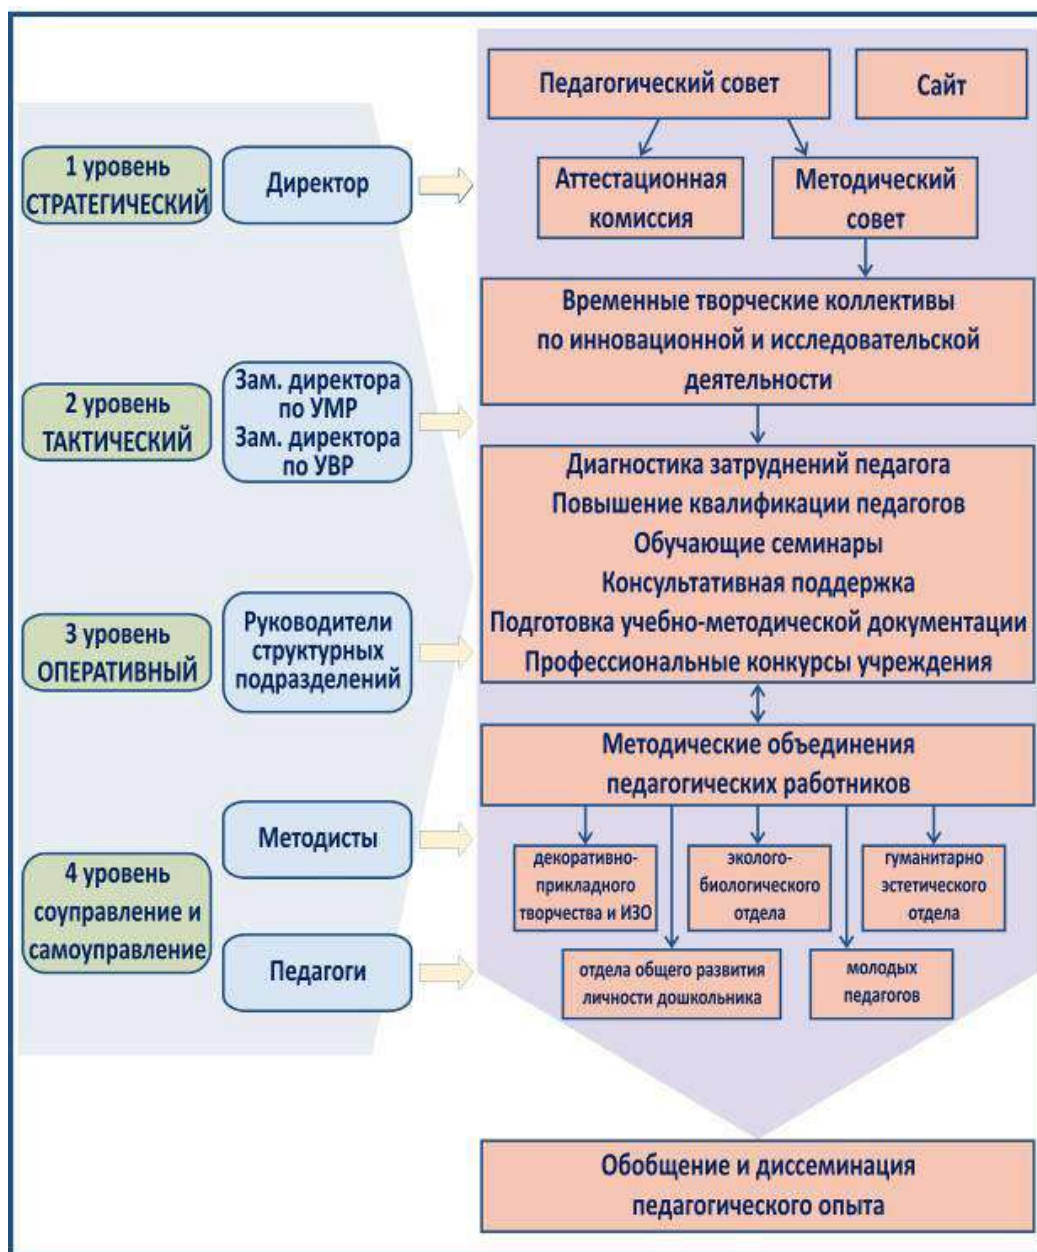 Педагогический совет
Сайт
1 уровень
СТРАТЕГИЧЕСКИЙ
Директор
Аттестационная
комиссия
Методический
совет
Временные творческие коллективы
по инновационной и исследовательской
деятельности
2 уровень
ТАКТИЧЕСКИЙ
Зам. директора
по УМР
Зам. директора
по УВР
Диагностика затруднений педагога
Повышение квалификации педагогов
Обучающие семинары
Консультативная поддержка
Подготовка учебно-методической документации
Профессиональные конкурсы учреждения
3 уровень
ОПЕРАТИВНЫЙ
Руководители
структурных
подразделений
Методические объединения
педагогических работников
4 уровень
соуправление и
самоуправление
Методисты
Педагоги
декоративно-
прикладного
творчества и ИЗО
эколого-
биологического
отдела
гуманитарно
эстетического
отдела
отдела общего развития
личности дошкольника
молодых
педагогов
Обобщение и диссеминация
педагогического опыта